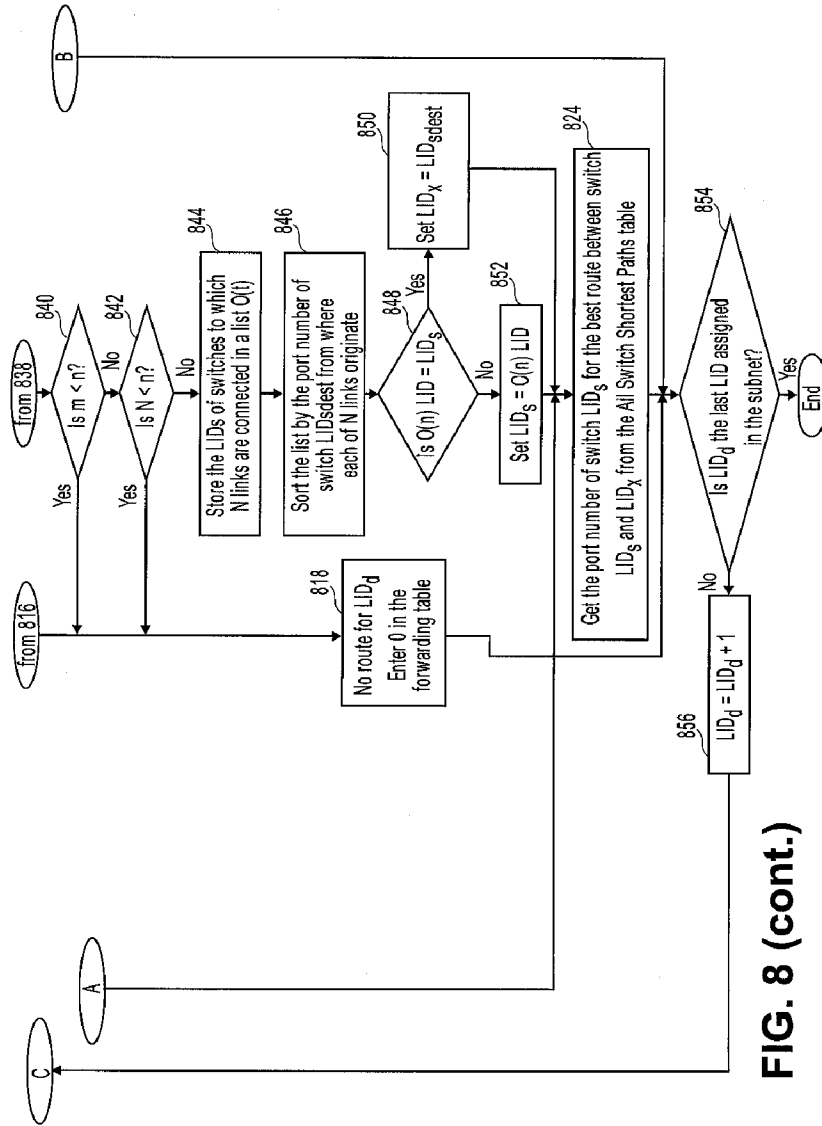 C
A
from 816
from 838
B
Is m < n?
840
Yes
No
Is N < n?
842
Yes
No
844
Store the LIDs of switches to which
N links are connected in a list O(t)
846
Sort the list by the port number of
switch LIDsdest from where
each of N links originate
848
Is O(n) LID = LIDs
Yes
850
Set LIDx = LIDsdest
No
852
Set LIDs = O(n) LID
818
No route for LIDd
Enter 0 in the
forwarding table
824
Get the port number of switch LIDs for the best route between switch
LIDs and LIDx from the All Switch Shortest Paths table
854
Is LIDd the last LID assigned
in the subnet?
No
856
LIDd = LIDd + 1
Yes
End
FIG. 8 (cont.)